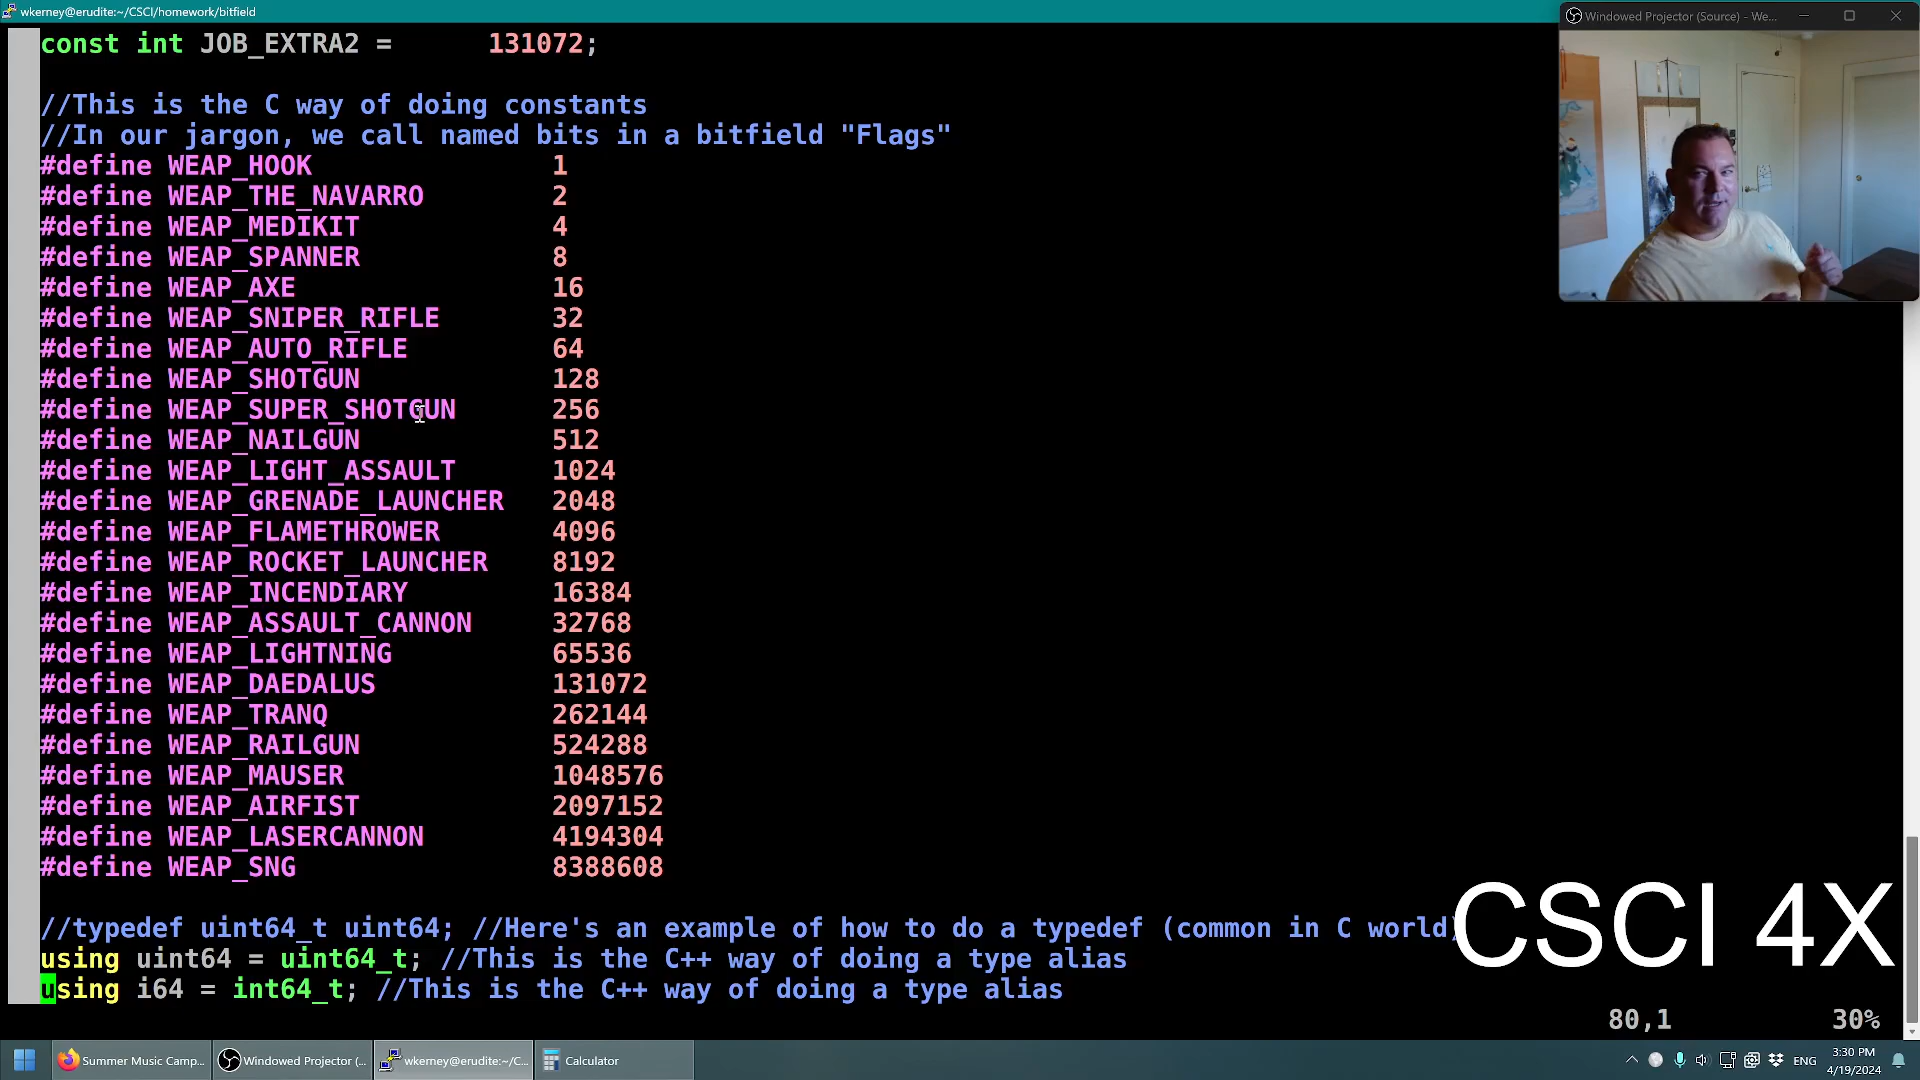 wkerney@erudite:~/CSCI/homework/bitfield
Windowed Projector (Source) - We...
const int JOB_EXTRA2 = 131072;
//This is the C way of doing constants
//In our jargon, we call named bits in a bitfield "Flags"
#define WEAP_HOOK 1
#define WEAP_THE_NAVARRO 2
#define WEAP_MEDIKIT 4
#define WEAP_SPANNER 8
#define WEAP_AXE 16
#define WEAP_SNIPER_RIFLE 32
#define WEAP_AUTO_RIFLE 64
#define WEAP_SHOTGUN 128
#define WEAP_SUPER_SHOTGUN 256
#define WEAP_NAILGUN 512
#define WEAP_LIGHT_ASSAULT 1024
#define WEAP_GRENADE_LAUNCHER 2048
#define WEAP_FLAMETHROWER 4096
#define WEAP_ROCKET_LAUNCHER 8192
#define WEAP_INCENDIARY 16384
#define WEAP_ASSAULT_CANNON 32768
#define WEAP_LIGHTNING 65536
#define WEAP_DAEDALUS 131072
#define WEAP_TRANQ 262144
#define WEAP_RAILGUN 524288
#define WEAP_MAUSER 1048576
#define WEAP_AIRFIST 2097152
#define WEAP_LASERCANNON 4194304
#define WEAP_SNG 8388608
//typedef uint64_t uint64; //Here's an example of how to do a typedef (common in C world)
using uint64 = uint64_t; //This is the C++ way of doing a type alias
using i64 = int64_t; //This is the C++ way of doing a type alias
CSCI 4X
80,1 30%
Summer Music Camp...
Windowed Projector (...
wkerney@erudite:~/C...
Calculator
ENG
3:30 PM
4/19/2024